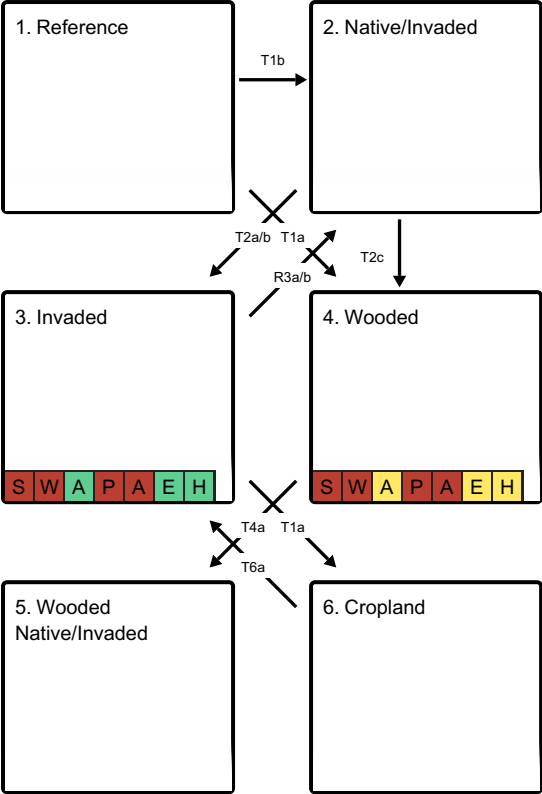 1. Reference
2. Native/Invaded
T1b
T2a/b
T1a
T2c
R3a/b
3. Invaded
4. Wooded
S W A P A E H
S W A P A E H
T4a
T1a
T6a
5. Wooded
Native/Invaded
6. Cropland